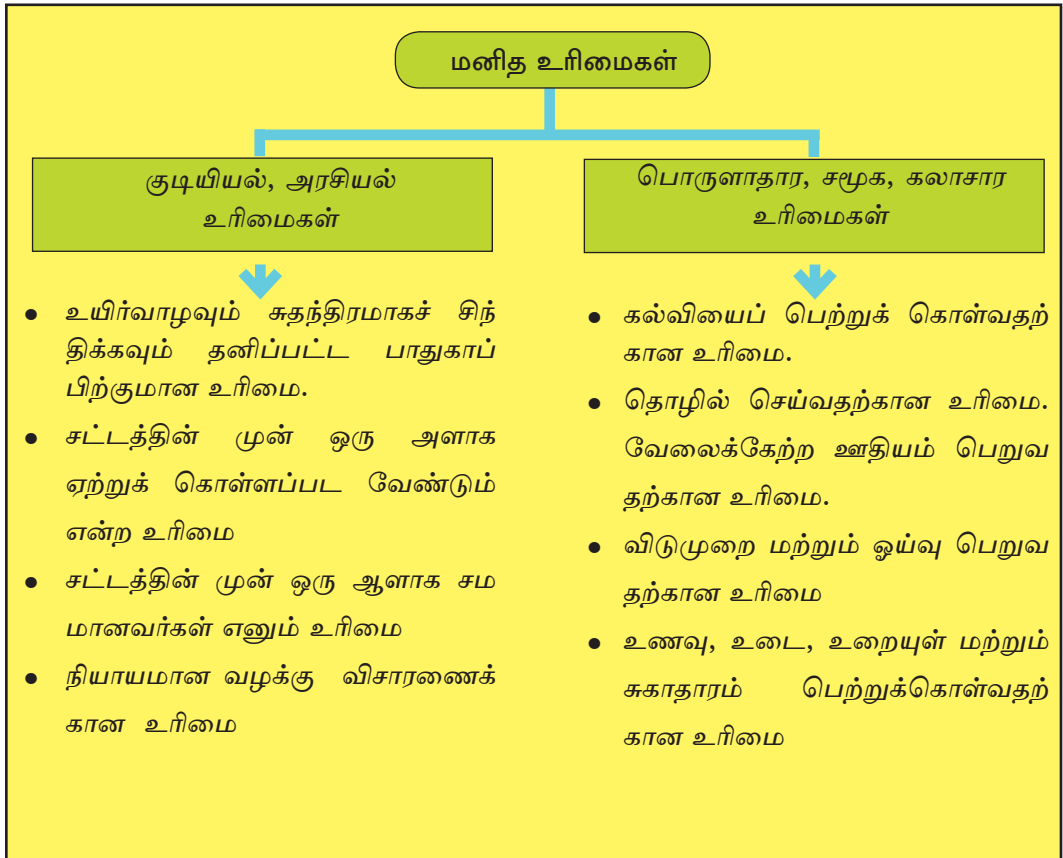 மனித உரிமைகள்
குடியியல், அரசியல்
உரிமைகள்
● உயிர்வாழவும் சுதந்திரமாகச் சிந்
திக்கவும் தனிப்பட்ட பாதுகாப்
பிற்குமான உரிமை.
● சட்டத்தின் முன் ஒரு அளாக
ஏற்றுக் கொள்ளப்பட வேண்டும்
என்ற உரிமை
● சட்டத்தின் முன் ஒரு ஆளாக சம
மானவர்கள் எனும் உரிமை
● நியாயமான வழக்கு விசாரணைக்
கான உரிமை
பொருளாதார, சமூக, கலாசார
உரிமைகள்
● கல்வியைப் பெற்றுக் கொள்வதற்
கான உரிமை.
● தொழில் செய்வதற்கான உரிமை.
வேலைக்கேற்ற ஊதியம் பெறுவ
தற்கான உரிமை.
● விடுமுறை மற்றும் ஓய்வு பெறுவ
தற்கான உரிமை
● உணவு, உடை, உறையுள் மற்றும்
சுகாதாரம் பெற்றுக்கொள்வதற்
கான உரிமை